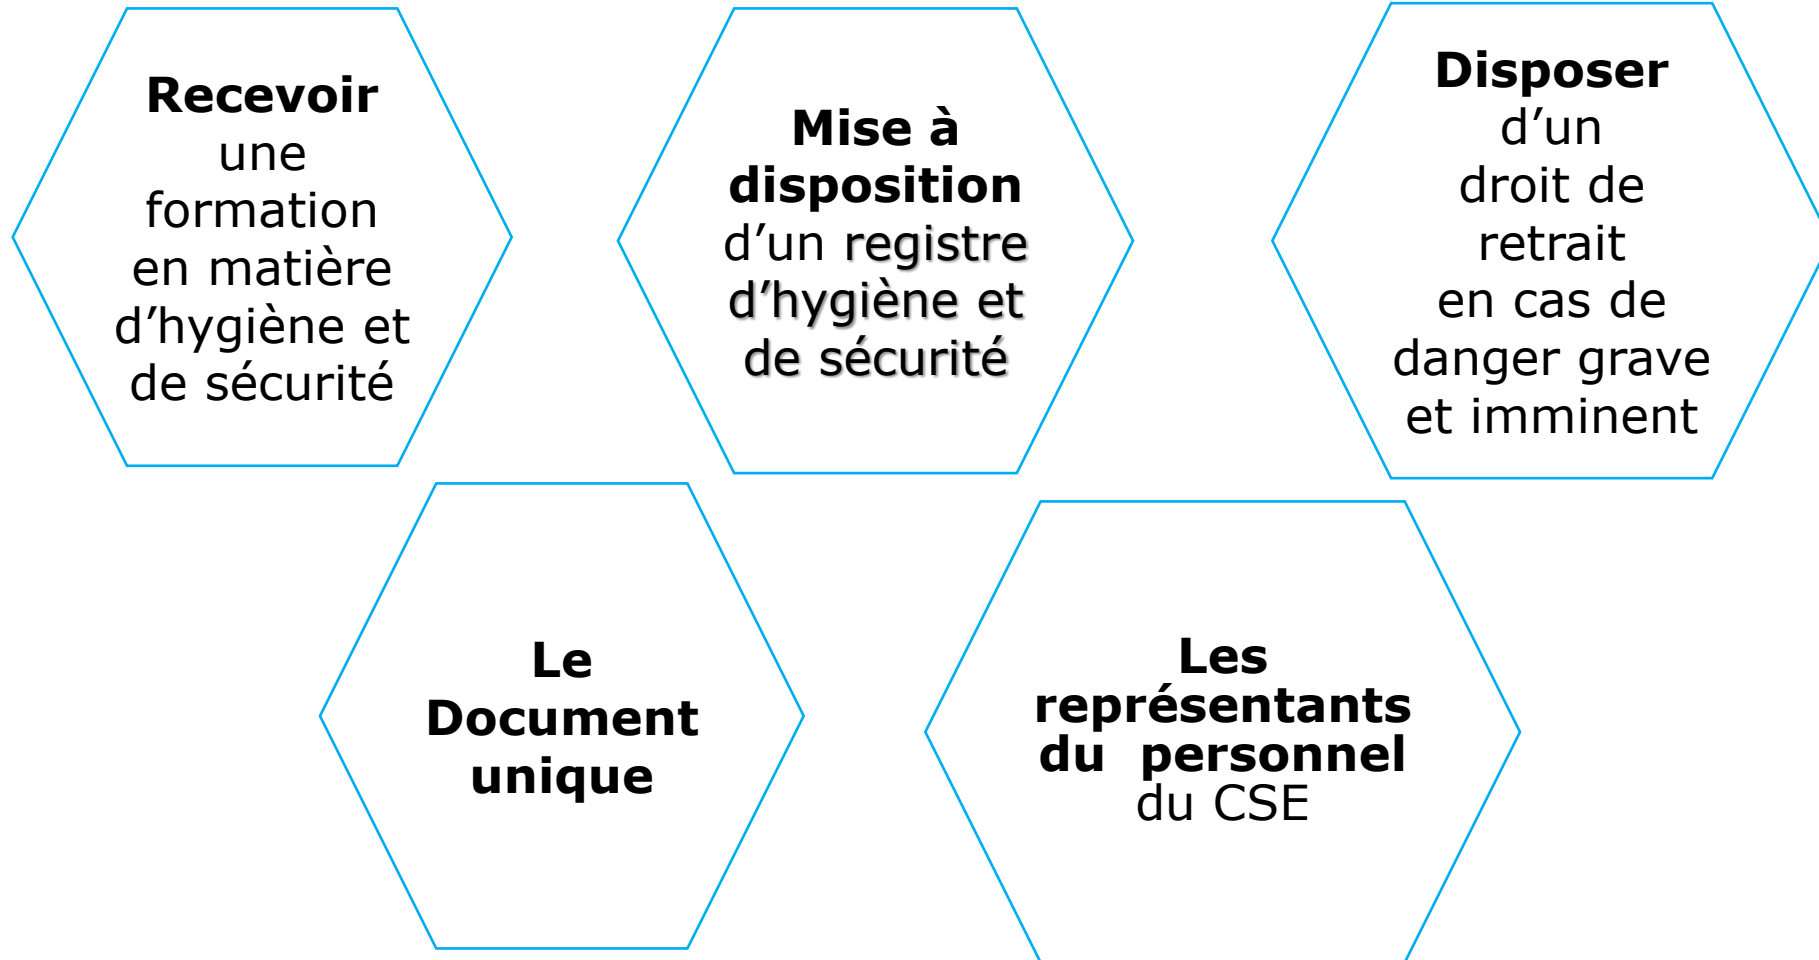 Recevoir
une
formation
en matière
d’hygiène et
de sécurité
Mise à
disposition
d’un registre
d’hygiène et
de sécurité
Disposer
d’un
droit de
retrait
en cas de
danger grave
et imminent
Le
Document
unique
Les
représentants
du  personnel
du CSE